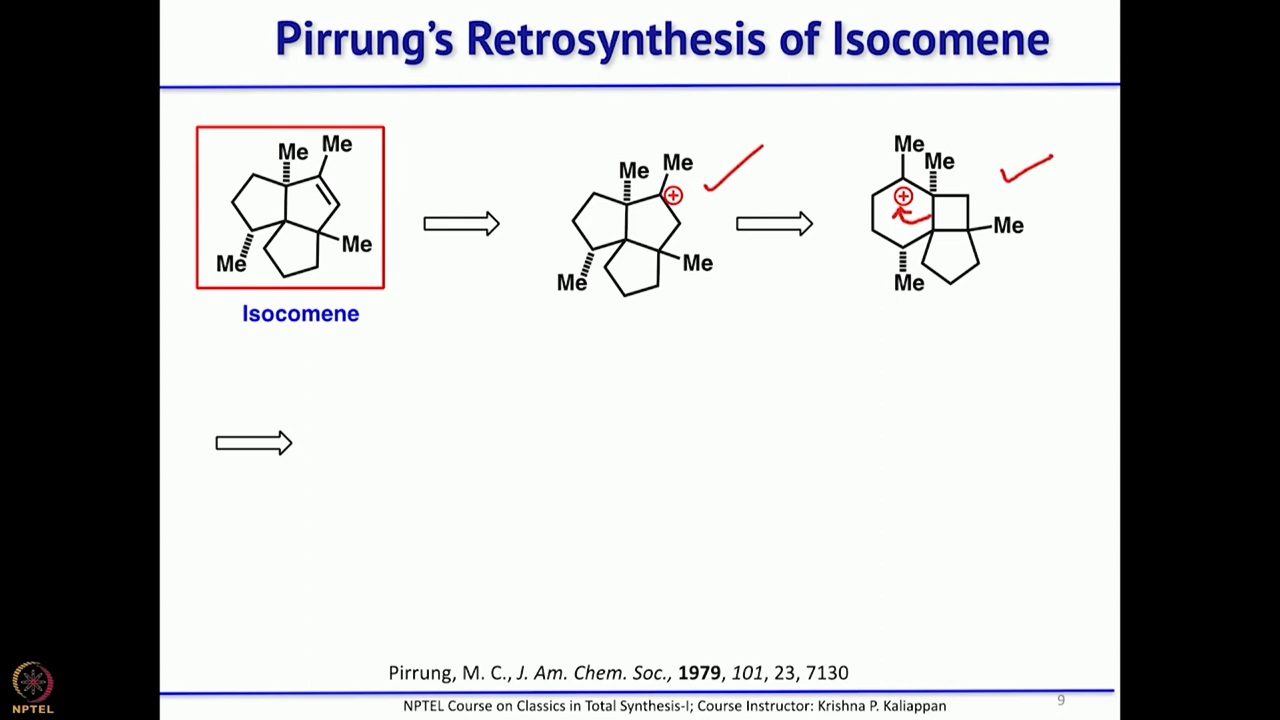 Pirrung's Retrosynthesis of Isocomene
Me Me
Me
Me
Isocomene
Me Me
Me
Me
Me
Me
Me
Me
Pirrung, M. C., J. Am. Chem. Soc., 1979, 101, 23, 7130
NPTEL Course on Classics in Total Synthesis-I; Course Instructor: Krishna P. Kaliappan
9
NPTEL